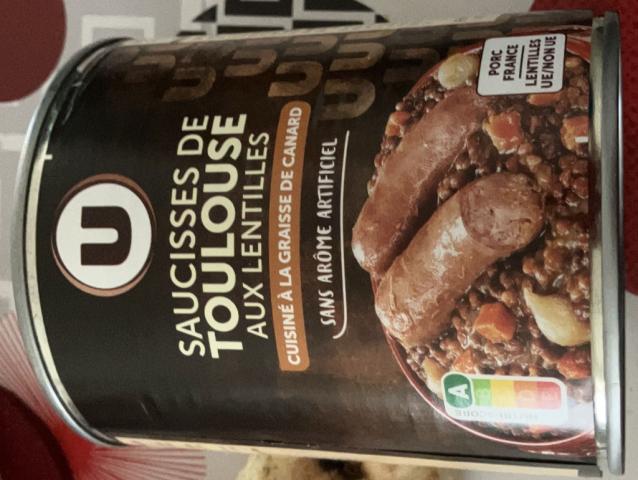 U
SAUCISSES DE
TOULOUSE
AUX LENTILLES
CUISINÉ À LA GRAISSE DE CANARD
SANS ARÔME ARTIFICIEL
PORC
FRANCE
LENTILLES
UE/NON UE
A B C D E
NUTRI-SCORE